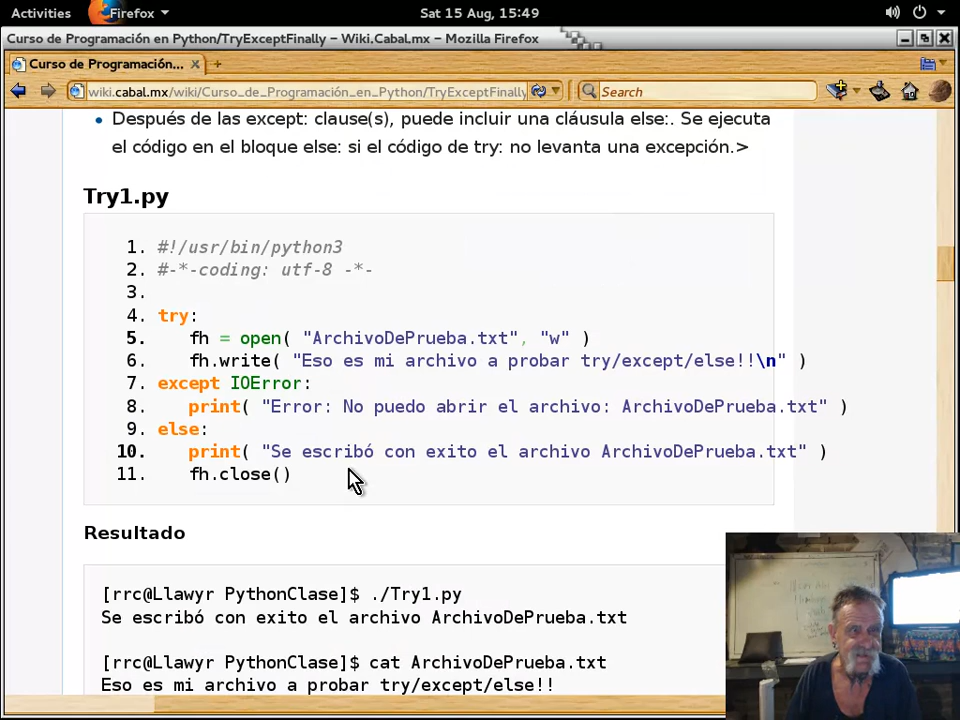 Activities Firefox Sat 15 Aug, 15:49
Curso de Programación en Python/TryExceptFinally – Wiki.Cabal.mx – Mozilla Firefox
Curso de Programación...
wiki.cabal.mx/wiki/Curso_de_Programación_en_Python/TryExceptFinally Search
Después de las except: clause(s), puede incluir una cláusula else:. Se ejecuta
el código en el bloque else: si el código de try: no levanta una excepción.>
Try1.py
1. #!/usr/bin/python3
2. #-*-coding: utf-8 -*-
3.
4. try:
5. fh = open( "ArchivoDePrueba.txt", "w" )
6. fh.write( "Eso es mi archivo a probar try/except/else!!\n" )
7. except IOError:
8. print( "Error: No puedo abrir el archivo: ArchivoDePrueba.txt" )
9. else:
10. print( "Se escribó con exito el archivo ArchivoDePrueba.txt" )
11. fh.close()
Resultado
[rrc@Llawyr PythonClase]$ ./Try1.py
Se escribó con exito el archivo ArchivoDePrueba.txt
[rrc@Llawyr PythonClase]$ cat ArchivoDePrueba.txt
Eso es mi archivo a probar try/except/else!!